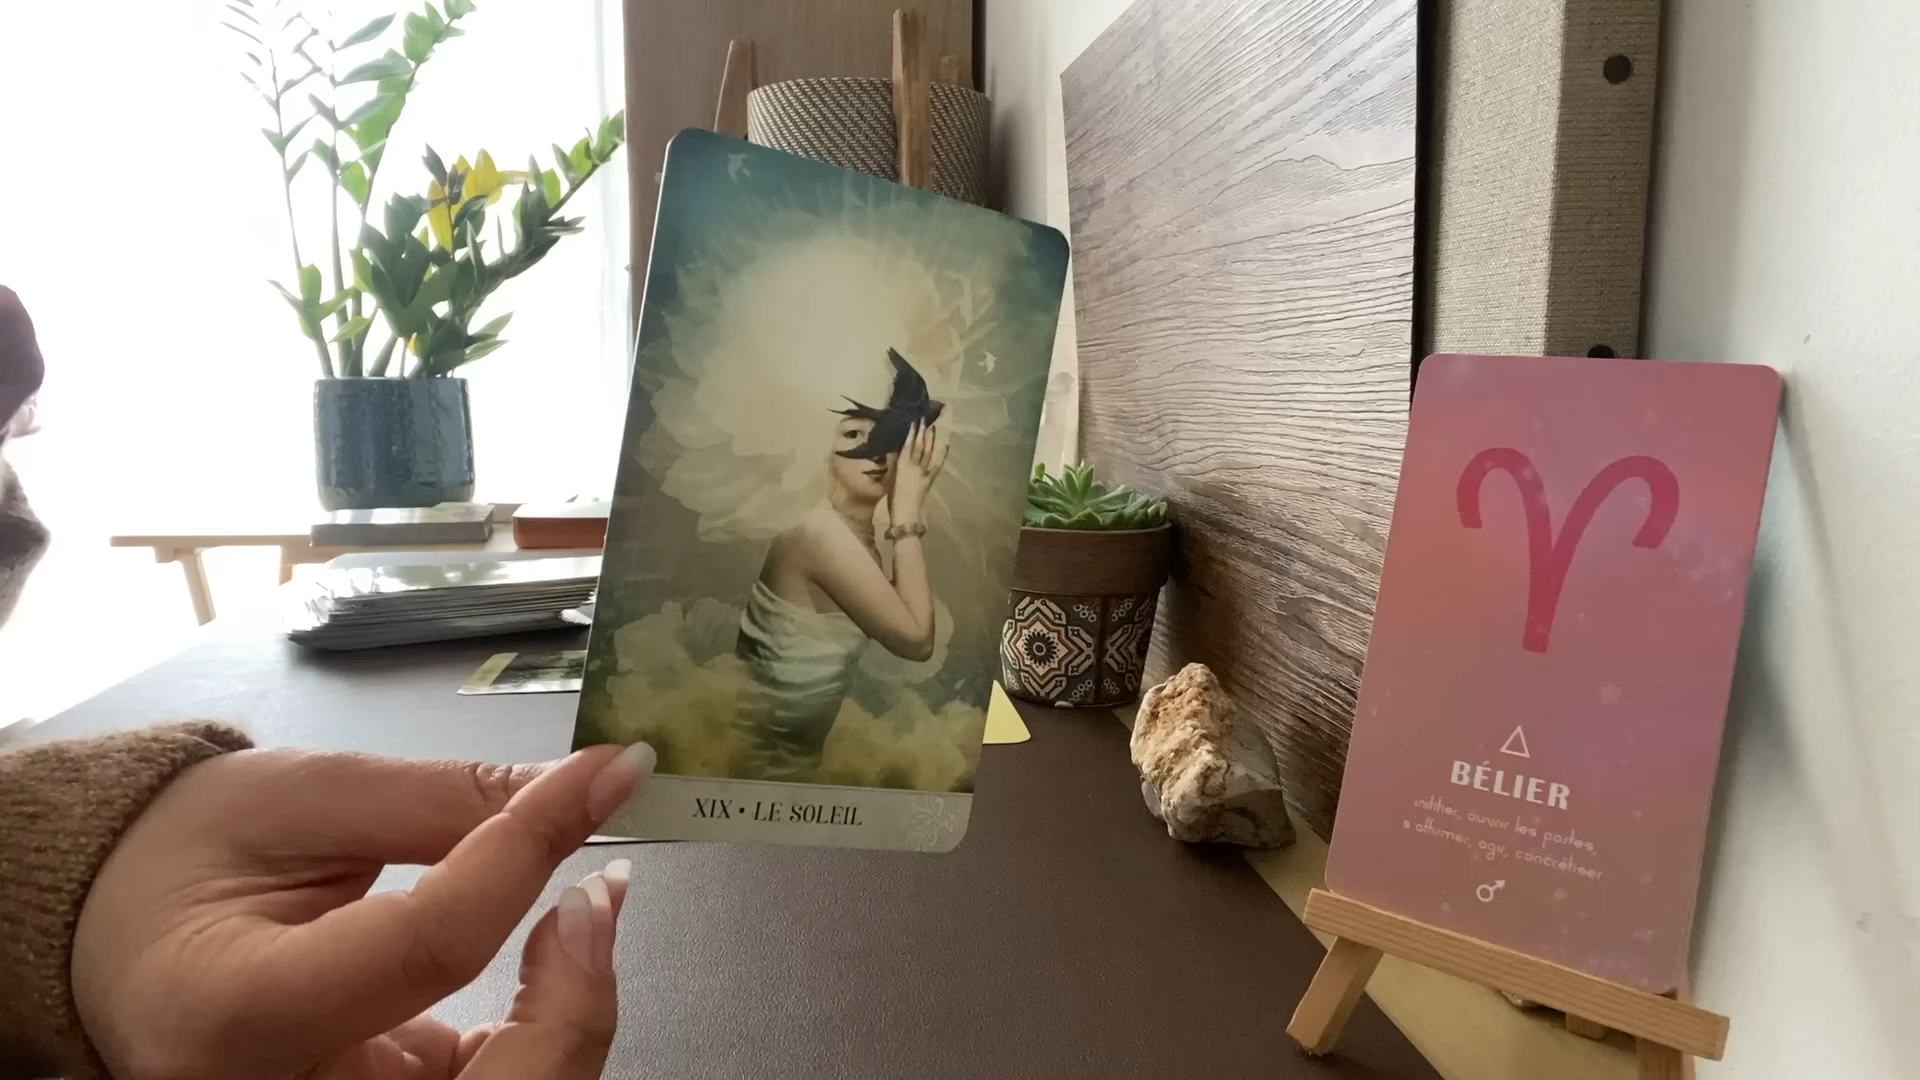 XIX • LE SOLEIL
BÉLIER
initier, ouvrir les portes,
s'affirmer, agir, concrétiser